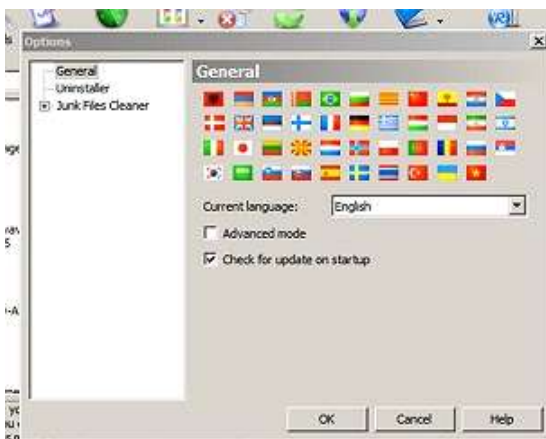 Options
General
Uninstaller
Junk Files Cleaner
General
Current language:
English
Advanced mode
Check for update on startup
OK
Cancel
Help